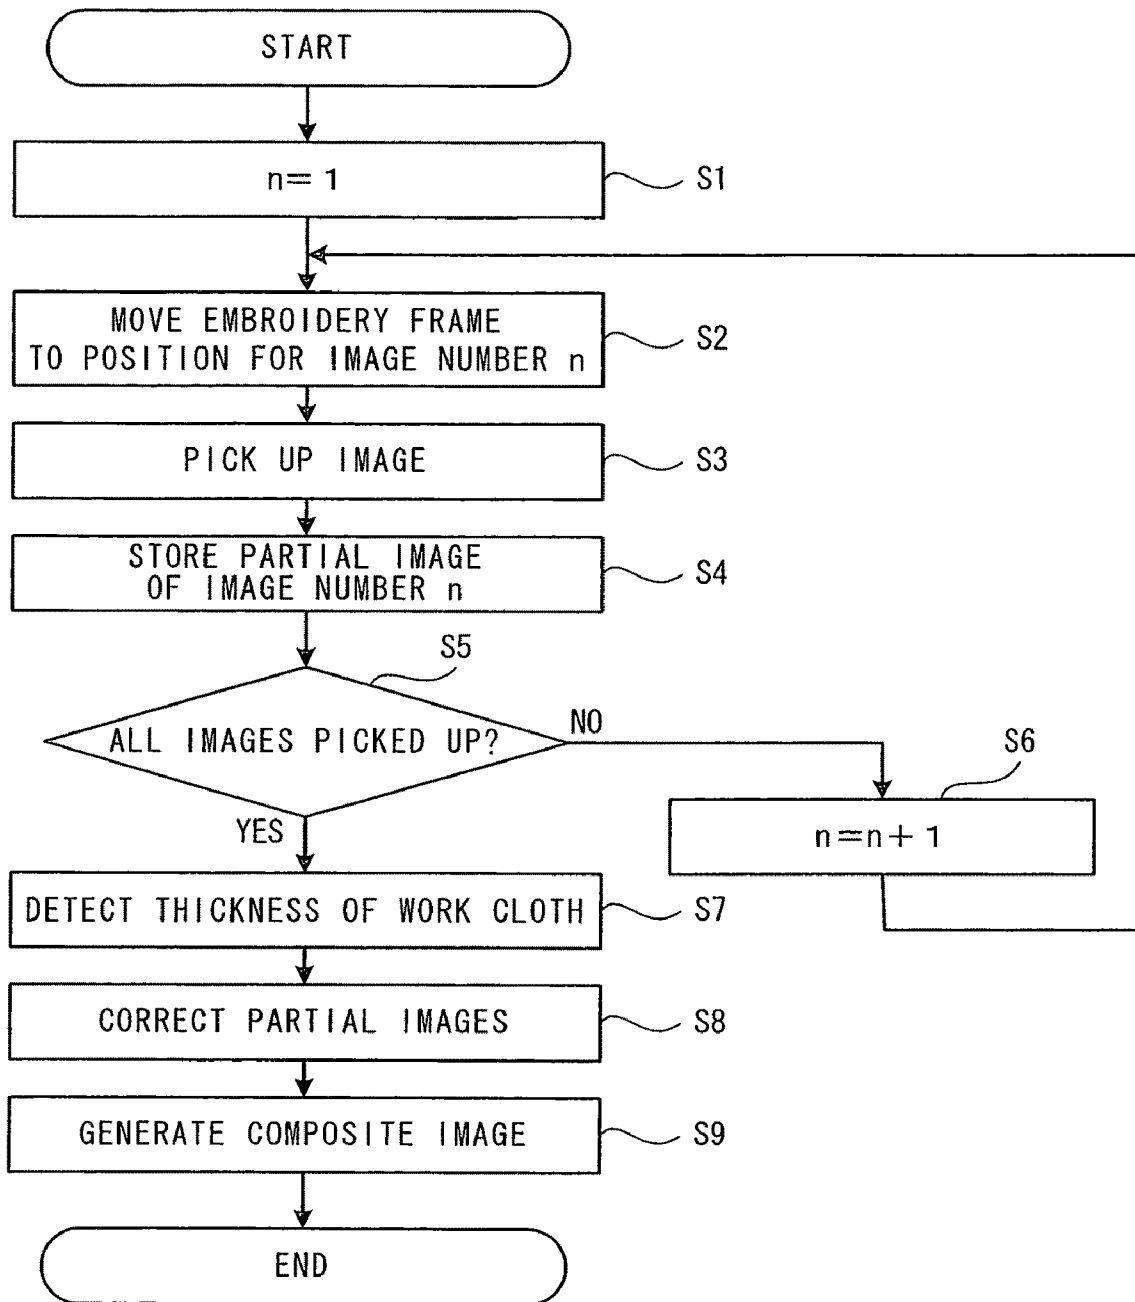 START
n=1
S1
MOVE EMBROIDERY FRAME
TO POSITION FOR IMAGE NUMBER n
S2
PICK UP IMAGE
S3
STORE PARTIAL IMAGE
OF IMAGE NUMBER n
S4
S5
ALL IMAGES PICKED UP?
NO
S6
n=n+1
YES
DETECT THICKNESS OF WORK CLOTH
S7
CORRECT PARTIAL IMAGES
S8
GENERATE COMPOSITE IMAGE
S9
END